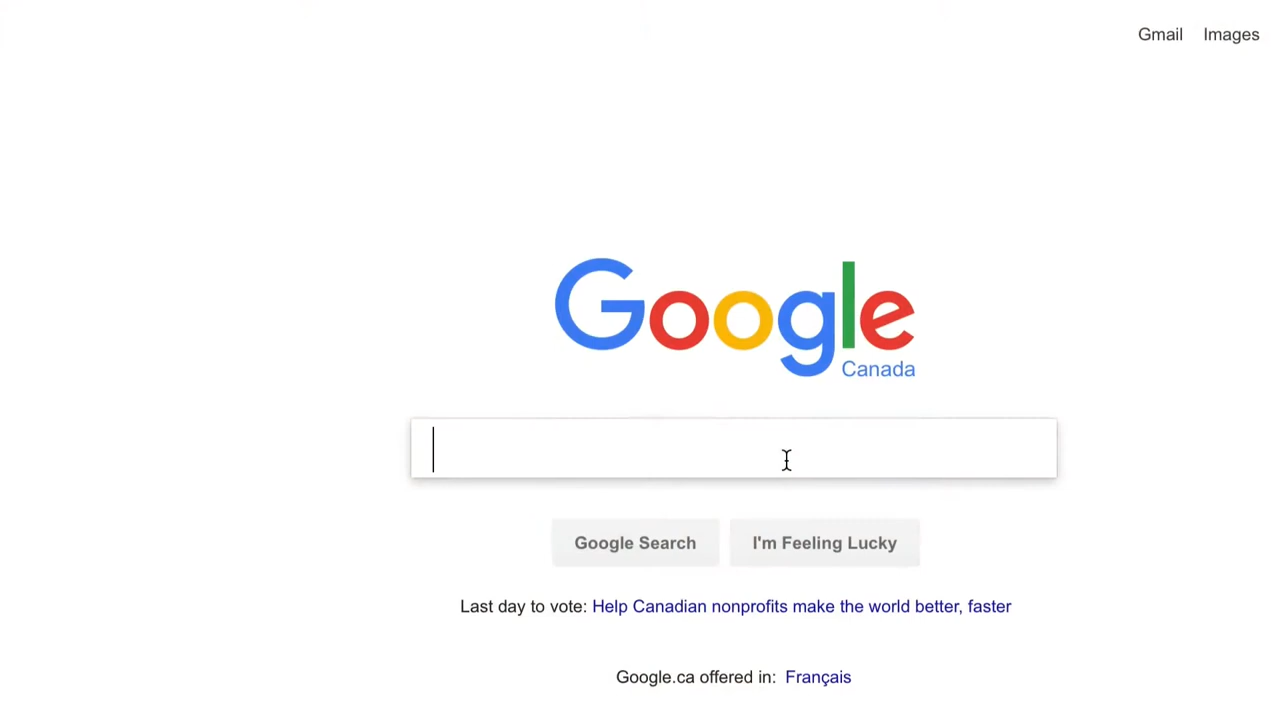 Gmail Images
Google
Canada
Google Search I'm Feeling Lucky
Last day to vote: Help Canadian nonprofits make the world better, faster
Google.ca offered in: Français